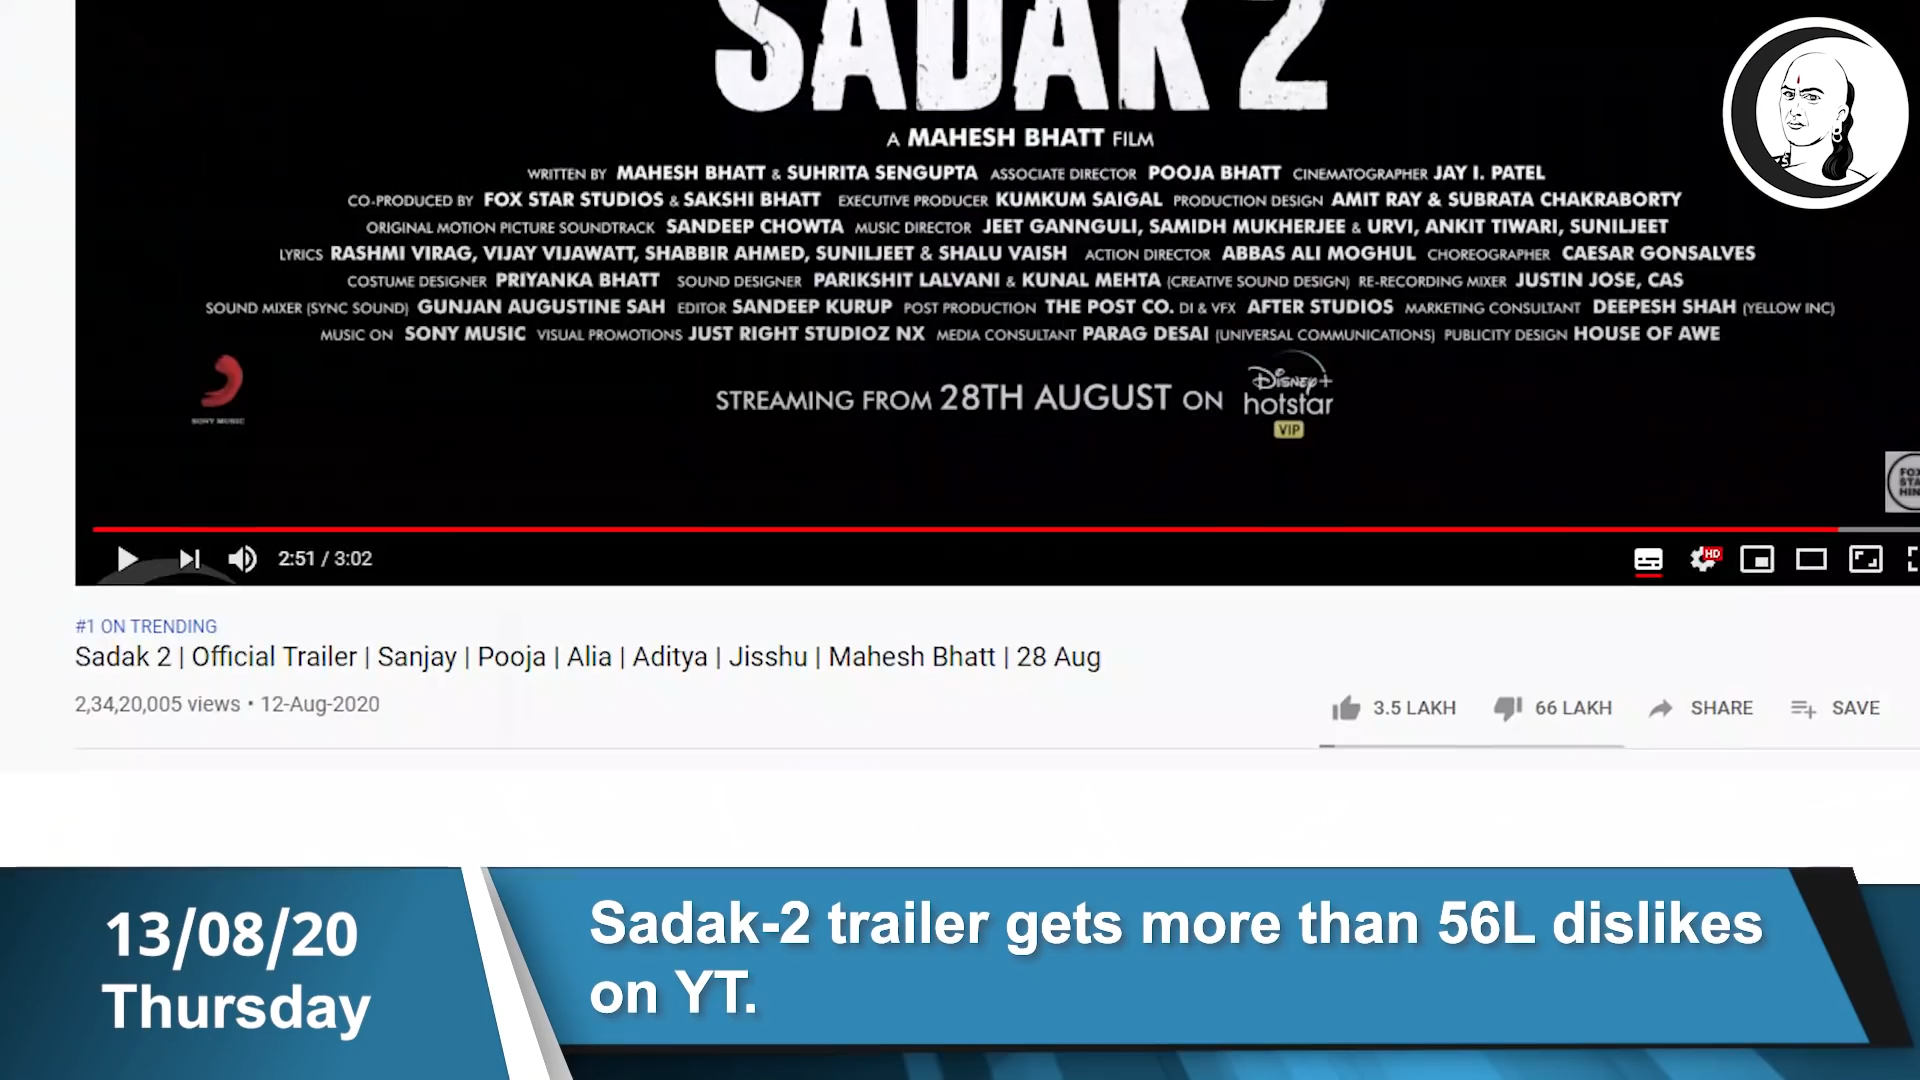 SADAK 2
A MAHESH BHATT FILM
WRITTEN BY MAHESH BHATT & SUHRITA SENGUPTA ASSOCIATE DIRECTOR POOJA BHATT CINEMATOGRAPHER JAY I. PATEL
CO-PRODUCED BY FOX STAR STUDIOS & SAKSHI BHATT EXECUTIVE PRODUCER KUMKUM SAIGAL PRODUCTION DESIGN AMIT RAY & SUBRATA CHAKRABORTY
ORIGINAL MOTION PICTURE SOUNDTRACK SANDEEP CHOWTA MUSIC DIRECTOR JEET GANNGULI, SAMIDH MUKHERJEE & URVI, ANKIT TIWARI, SUNILJEET
LYRICS RASHMI VIRAG, VIJAY VIJAWATT, SHABBIR AHMED, SUNILJEET & SHALU VAISH ACTION DIRECTOR ABBAS ALI MOGHUL CHOREOGRAPHER CAESAR GONSALVES
COSTUME DESIGNER PRIYANKA BHATT SOUND DESIGNER PARIKSHIT LALVANI & KUNAL MEHTA (CREATIVE SOUND DESIGN) RE-RECORDING MIXER JUSTIN JOSE, CAS
SOUND MIXER (SYNC SOUND) GUNJAN AUGUSTINE SAH EDITOR SANDEEP KURUP POST PRODUCTION THE POST CO. DI & VFX AFTER STUDIOS MARKETING CONSULTANT DEEPESH SHAH (YELLOW INC)
MUSIC ON SONY MUSIC VISUAL PROMOTIONS JUST RIGHT STUDIOZ NX MEDIA CONSULTANT PARAG DESAI (UNIVERSAL COMMUNICATIONS) PUBLICITY DESIGN HOUSE OF AWE
SONY MUSIC
STREAMING FROM 28TH AUGUST ON Disney+ hotstar
VIP
FOX
STA
HIN
2:51 / 3:02
HD
#1 ON TRENDING
Sadak 2 | Official Trailer | Sanjay | Pooja | Alia | Aditya | Jisshu | Mahesh Bhatt | 28 Aug
2,34,20,005 views • 12-Aug-2020
3.5 LAKH 66 LAKH SHARE SAVE
13/08/20
Thursday
Sadak-2 trailer gets more than 56L dislikes
on YT.